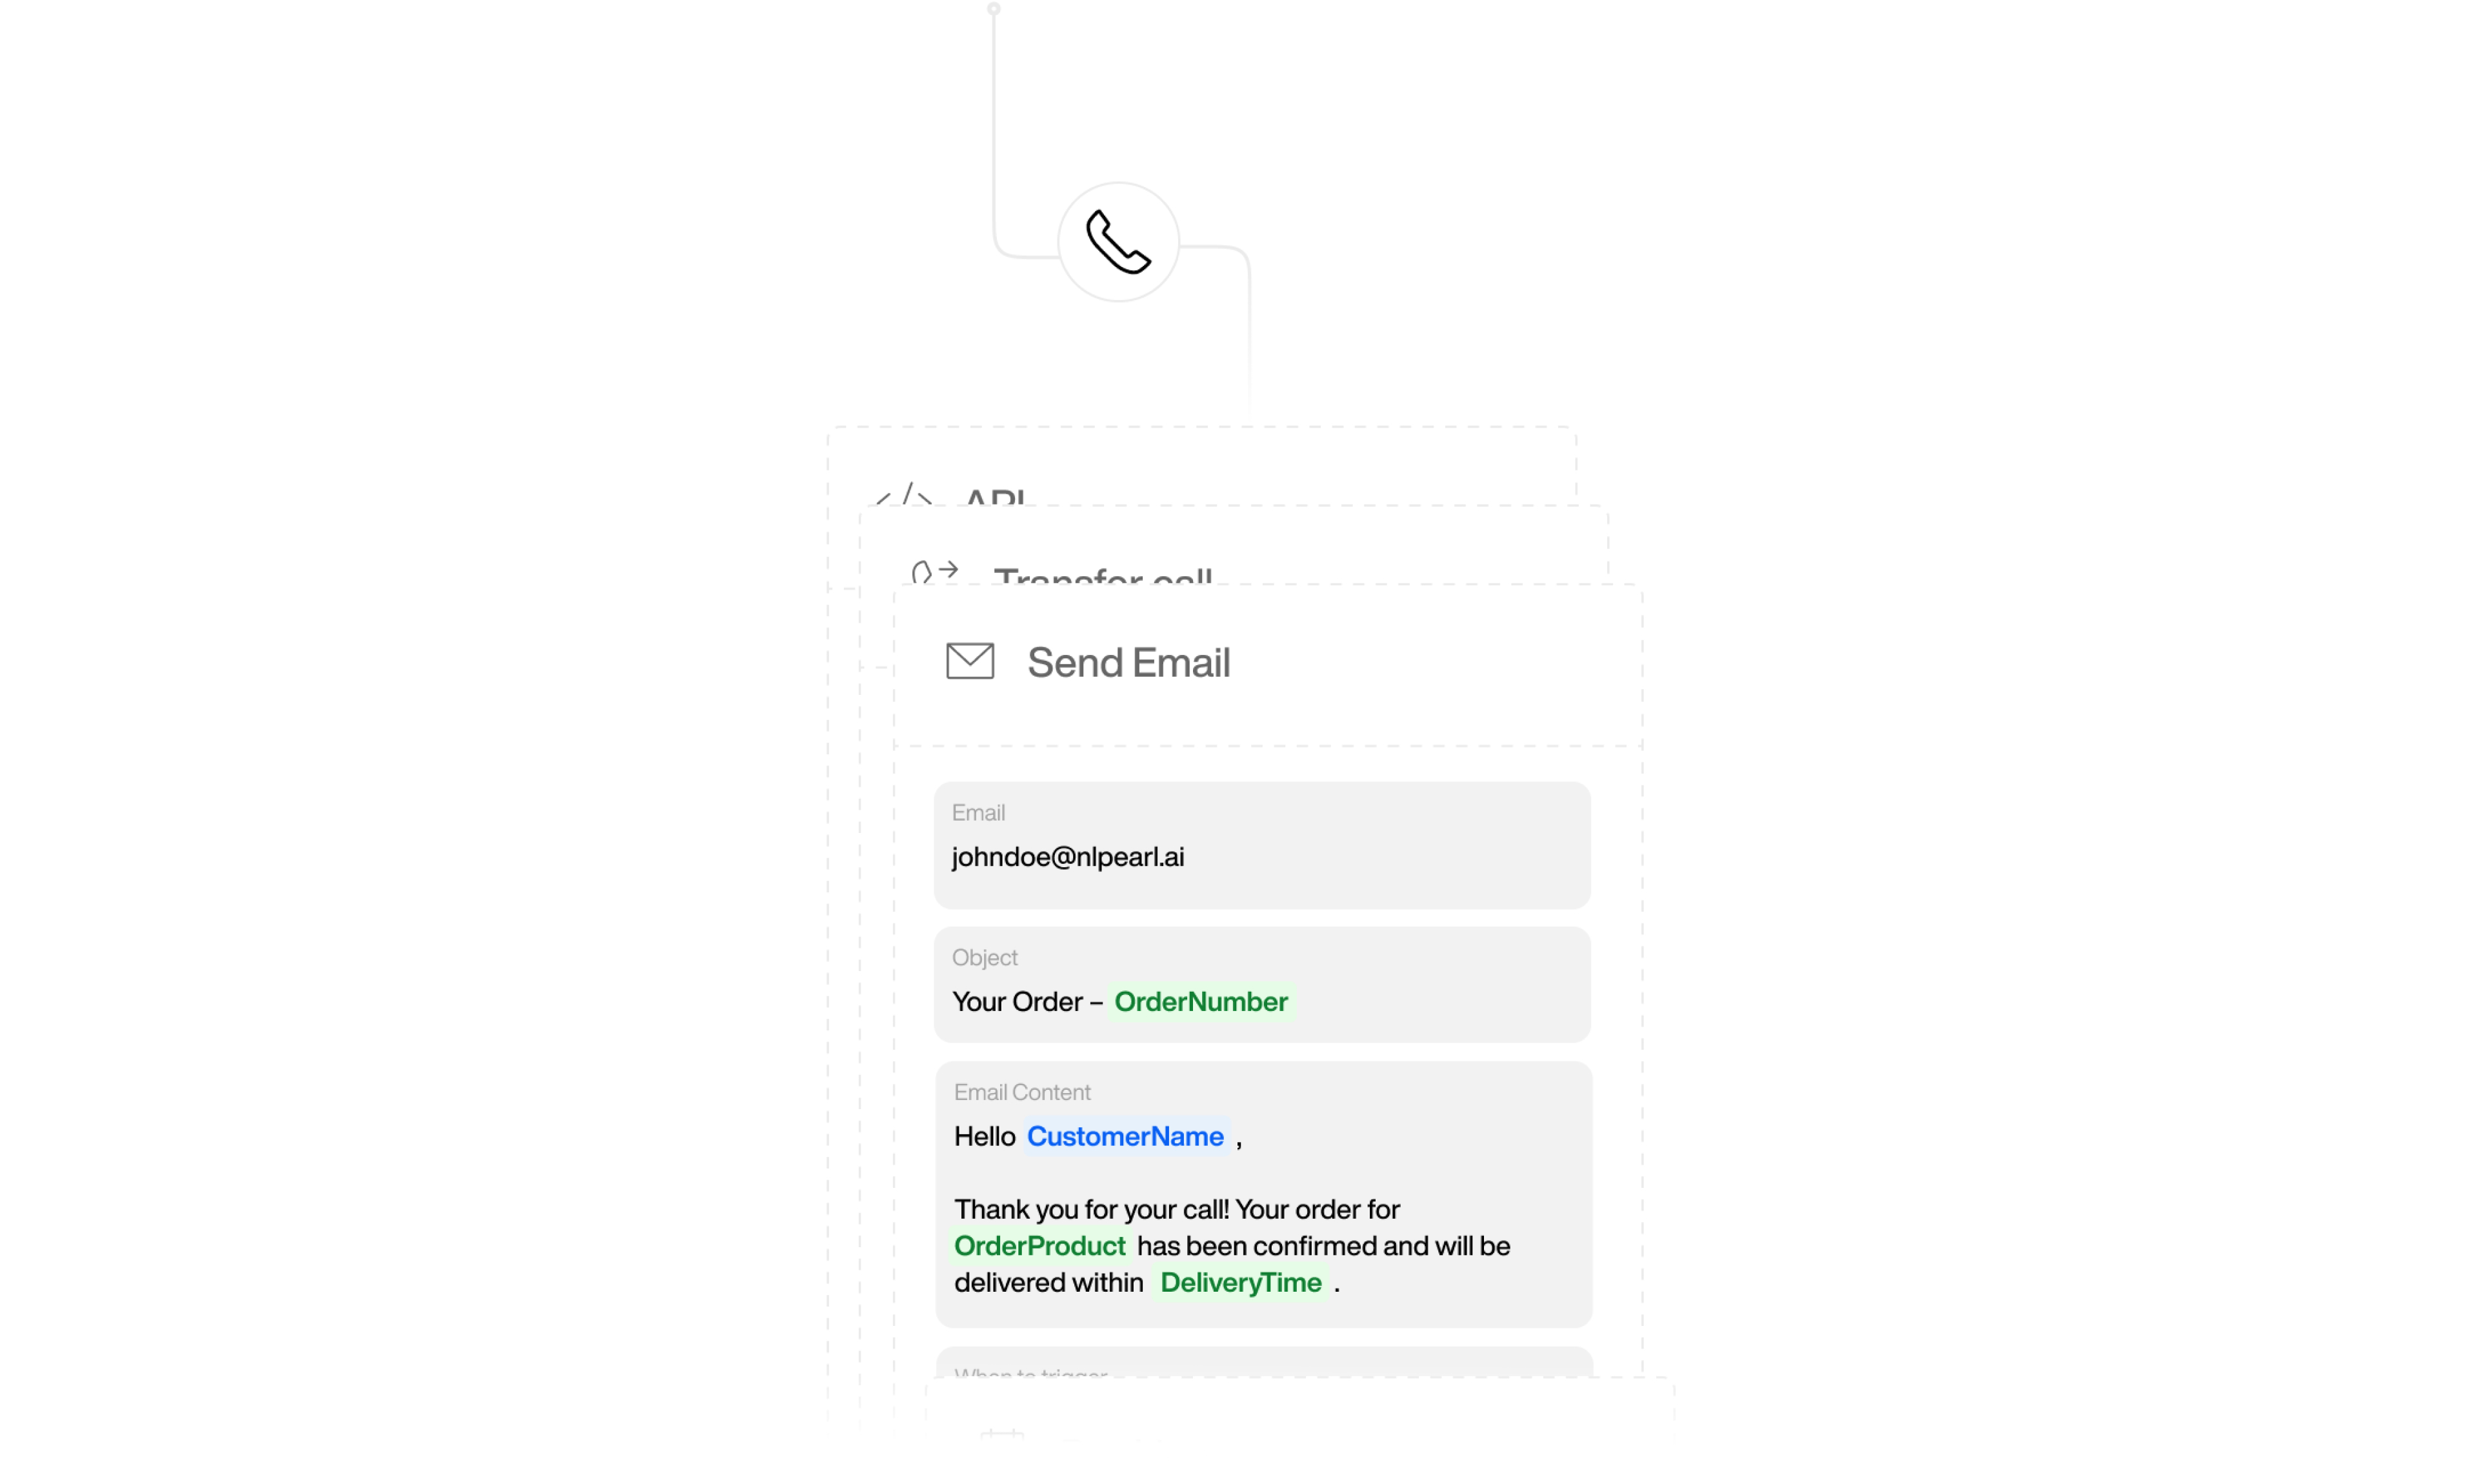 API
Transfer call
Send Email
Email
johndoe@nlpearl.ai
Object
Your Order – OrderNumber
Email Content
Hello CustomerName ,
Thank you for your call! Your order for
OrderProduct has been confirmed and will be
delivered within DeliveryTime .
When to trigger